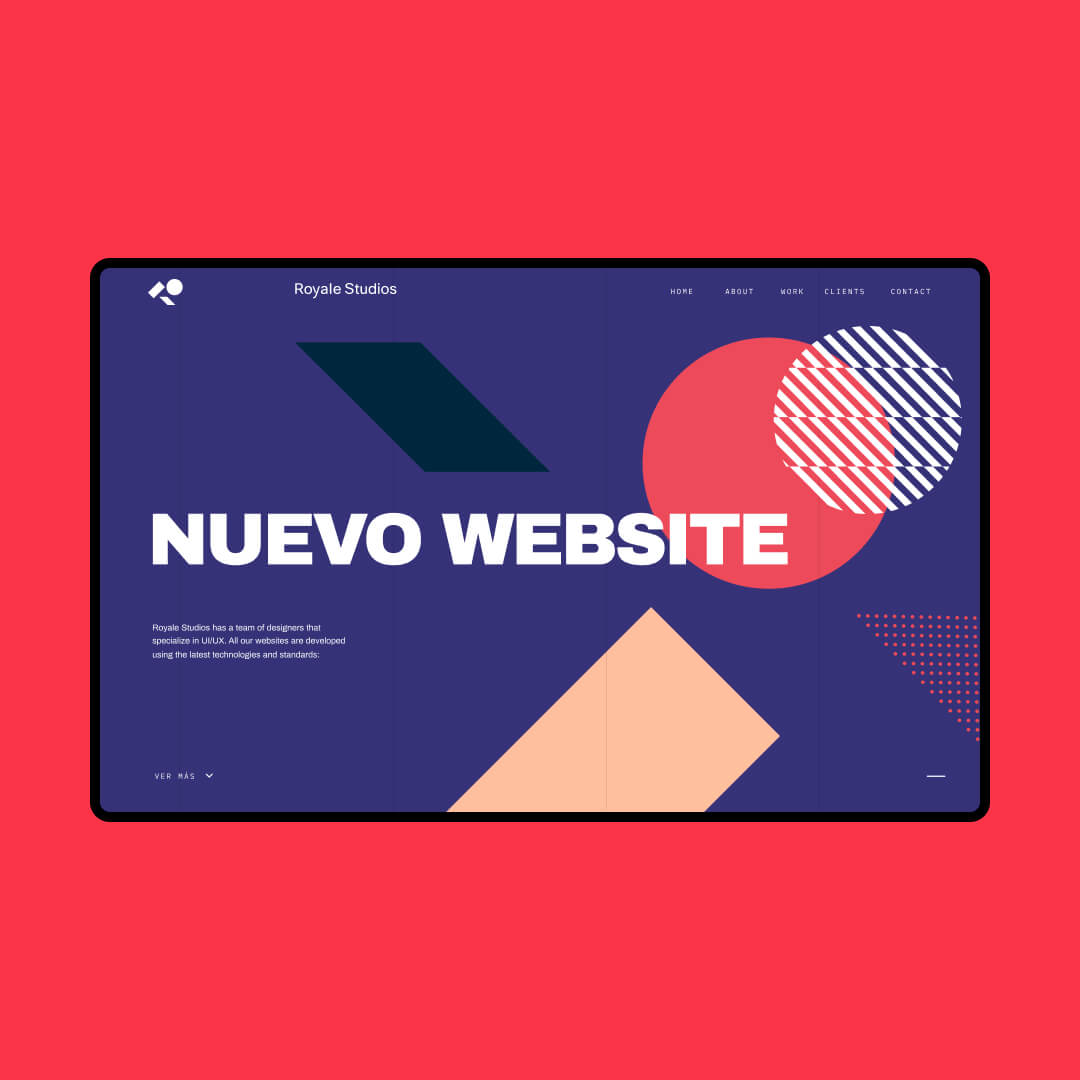 Royale Studios
HOME ABOUT WORK CLIENTS CONTACT
NUEVO WEBSITE
Royale Studios has a team of designers that
specialize in UI/UX. All our websites are developed
using the latest technologies and standards:
VER MÁS